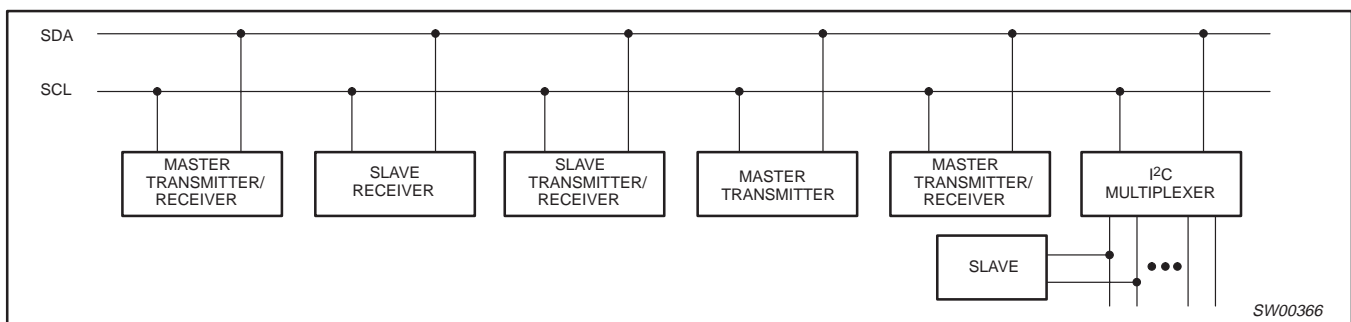 SDA
SCL
MASTER
TRANSMITTER/
RECEIVER
SLAVE
RECEIVER
SLAVE
TRANSMITTER/
RECEIVER
MASTER
TRANSMITTER
MASTER
TRANSMITTER/
RECEIVER
I²C
MULTIPLEXER
SLAVE
SW00366